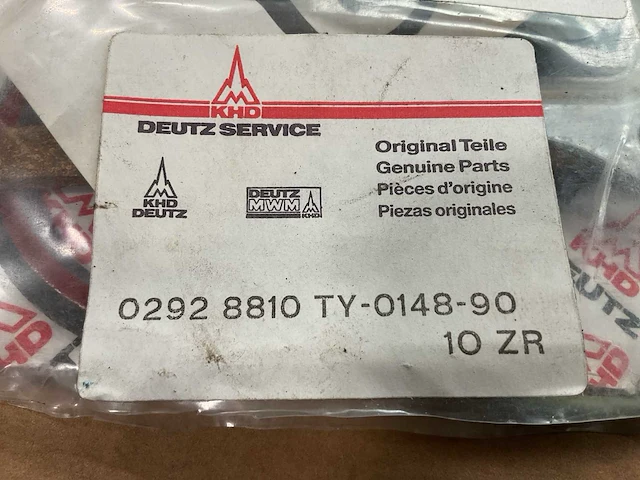 KHD
DEUTZ SERVICE
Original Teile
Genuine Parts
Pièces d'origine
Piezas originales
KHD
DEUTZ
DEUTZ
MWM
KHD
0292 8810 TY-0148-90
10 ZR
KHD
DEUTZ
KHD